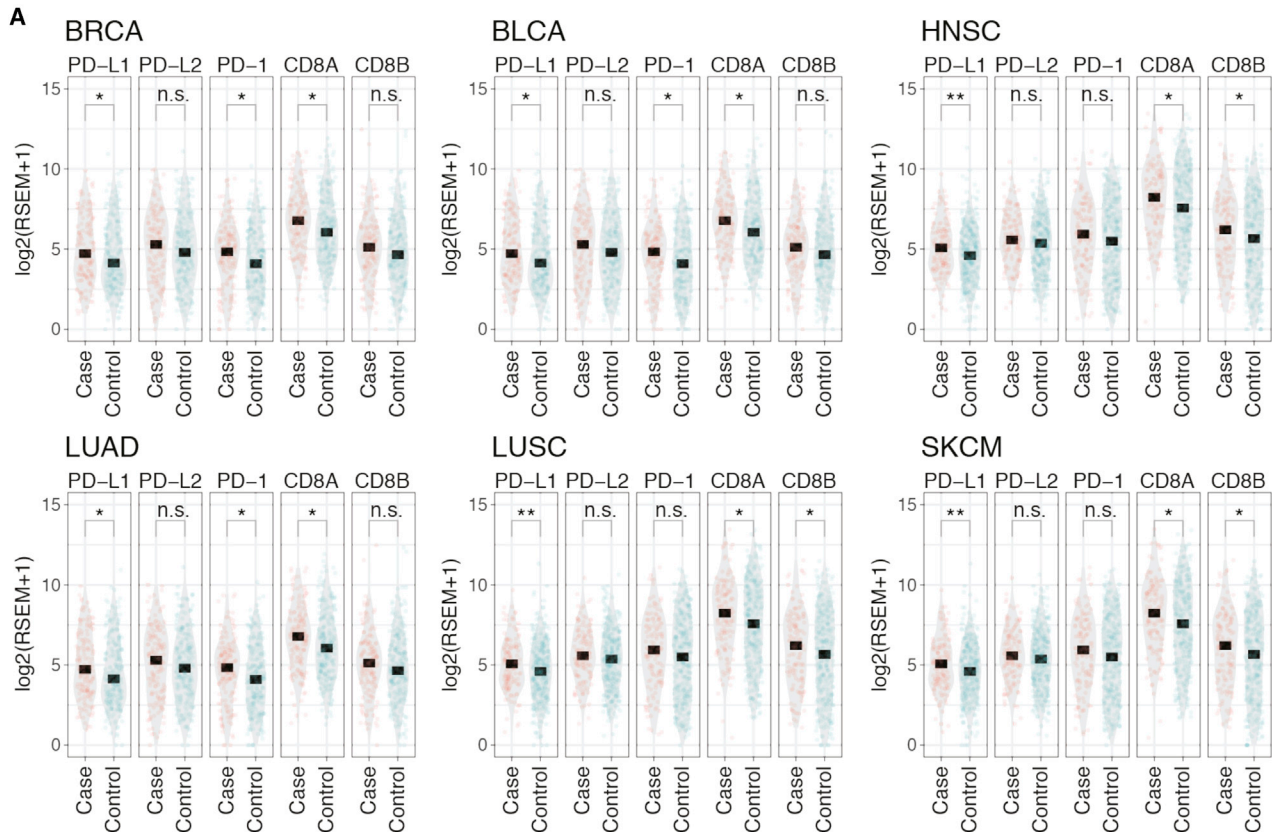 A
BRCA
PD-L1 PD-L2 PD-1 CD8A CD8B
* n.s. * * n.s.
log2(RSEM+1)
15
10
5
0
Case Control Case Control Case Control Case Control Case Control
BLCA
PD-L1 PD-L2 PD-1 CD8A CD8B
* n.s. * * n.s.
log2(RSEM+1)
15
10
5
0
Case Control Case Control Case Control Case Control Case Control
HNSC
PD-L1 PD-L2 PD-1 CD8A CD8B
** n.s. n.s. * *
log2(RSEM+1)
15
10
5
0
Case Control Case Control Case Control Case Control Case Control
LUAD
PD-L1 PD-L2 PD-1 CD8A CD8B
* n.s. * * n.s.
log2(RSEM+1)
15
10
5
0
Case Control Case Control Case Control Case Control Case Control
LUSC
PD-L1 PD-L2 PD-1 CD8A CD8B
** n.s. n.s. * *
log2(RSEM+1)
15
10
5
0
Case Control Case Control Case Control Case Control Case Control
SKCM
PD-L1 PD-L2 PD-1 CD8A CD8B
** n.s. n.s. * *
log2(RSEM+1)
15
10
5
0
Case Control Case Control Case Control Case Control Case Control